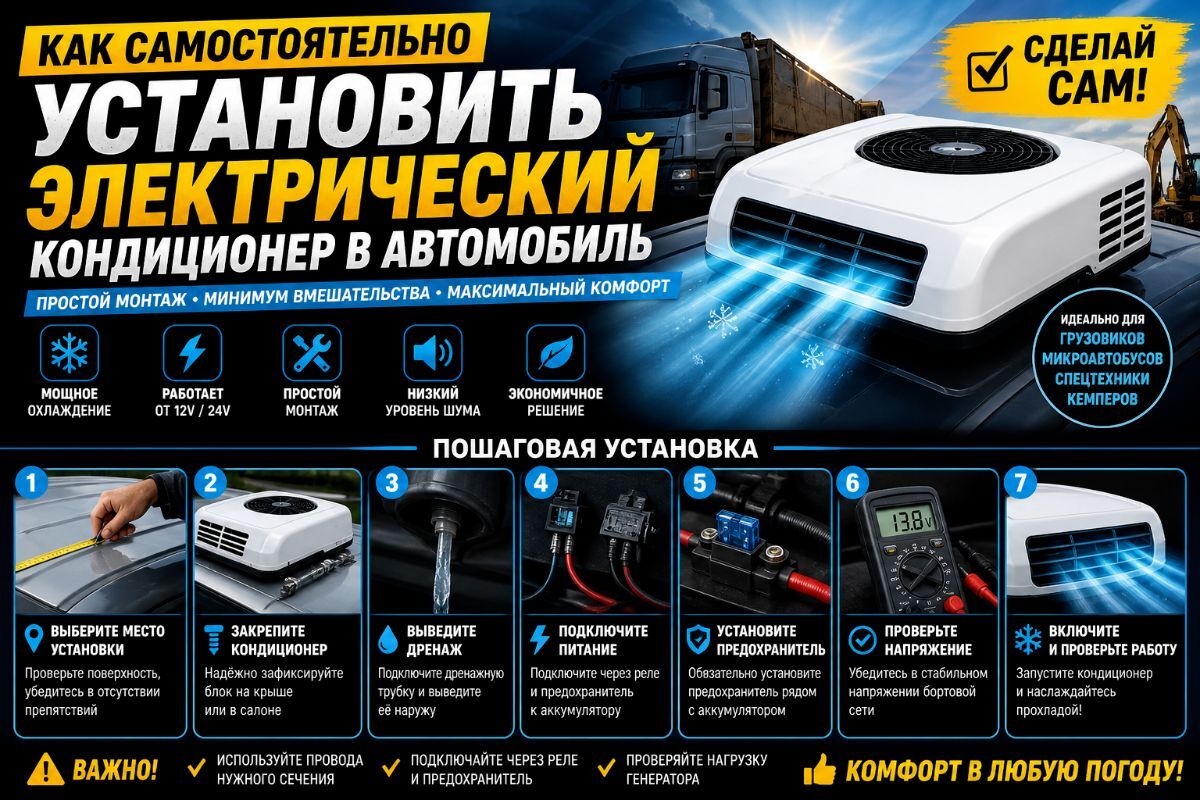 КАК САМОСТОЯТЕЛЬНО
УСТАНОВИТЬ
ЭЛЕКТРИЧЕСКИЙ
КОНДИЦИОНЕР В АВТОМОБИЛЬ
ПРОСТОЙ МОНТАЖ • МИНИМУМ ВМЕШАТЕЛЬСТВА • МАКСИМАЛЬНЫЙ КОМФОРТ
СДЕЛАЙ
САМ!
МОЩНОЕ
ОХЛАЖДЕНИЕ
РАБОТАЕТ
ОТ 12V / 24V
ПРОСТОЙ
МОНТАЖ
НИЗКИЙ
УРОВЕНЬ ШУМА
ЭКОНОМИЧНОЕ
РЕШЕНИЕ
ИДЕАЛЬНО ДЛЯ
ГРУЗОВИКОВ
МИКРОАВТОБУСОВ
СПЕЦТЕХНИКИ
КЕМПЕРОВ
ПОШАГОВАЯ УСТАНОВКА
1
ВЫБЕРИТЕ МЕСТО
УСТАНОВКИ
Проверьте поверхность,
убедитесь в отсутствии
препятствий
2
ЗАКРЕПИТЕ
КОНДИЦИОНЕР
Надёжно зафиксируйте
блок на крыше
или в салоне
3
ВЫВЕДИТЕ
ДРЕНАЖ
Подключите дренажную
трубку и выведите
её наружу
4
ПОДКЛЮЧИТЕ
ПИТАНИЕ
Подключите через реле
и предохранитель
к аккумулятору
5
УСТАНОВИТЕ
ПРЕДОХРАНИТЕЛЬ
Обязательно установите
предохранитель рядом
с аккумулятором
6
13.8 V
ПРОВЕРЬТЕ
НАПРЯЖЕНИЕ
Убедитесь в стабильном
напряжении бортовой
сети
7
ВКЛЮЧИТЕ
И ПРОВЕРЬТЕ РАБОТУ
Запустите кондиционер
и наслаждайтесь
прохладой!
ВАЖНО!
ИСПОЛЬЗУЙТЕ ПРОВОДА
НУЖНОГО СЕЧЕНИЯ
ПОДКЛЮЧАЙТЕ ЧЕРЕЗ РЕЛЕ
И ПРЕДОХРАНИТЕЛЬ
ПРОВЕРЯЙТЕ НАГРУЗКУ
ГЕНЕРАТОРА
КОМФОРТ В ЛЮБУЮ ПОГОДУ!